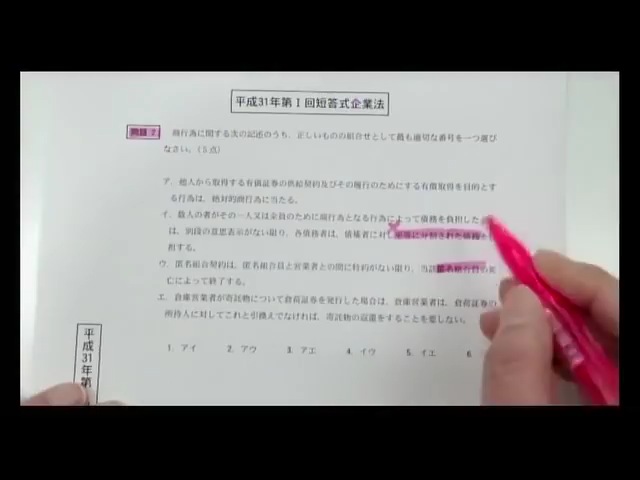 平成31年第Ⅰ回短答式企業法
問題 7 商行為に関する次の記述のうち、正しいものの組合せとして最も適切な番号を一つ選び
なさい。(5点)
ア．他人から取得する有価証券の供給契約及びその履行のためにする有償取得を目的とす
る行為は、絶対的商行為に当たる。
イ．数人の者がその一人又は全員のために商行為となる行為によって債務を負担した
は、別段の意思表示がない限り、各債務者は、債権者に対し
担する。
ウ．匿名組合契約は、匿名組合員と営業者との間に特約がない限り、当該匿名組合員の死
亡によって終了する。
エ．倉庫営業者が寄託物について倉荷証券を発行した場合は、倉庫営業者は、倉荷証券の
所持人に対してこれと引換えでなければ、寄託物の返還をすることを要しない。
1．アイ 2．アウ 3．アエ 4．イウ 5．イエ 6．
平成31年第